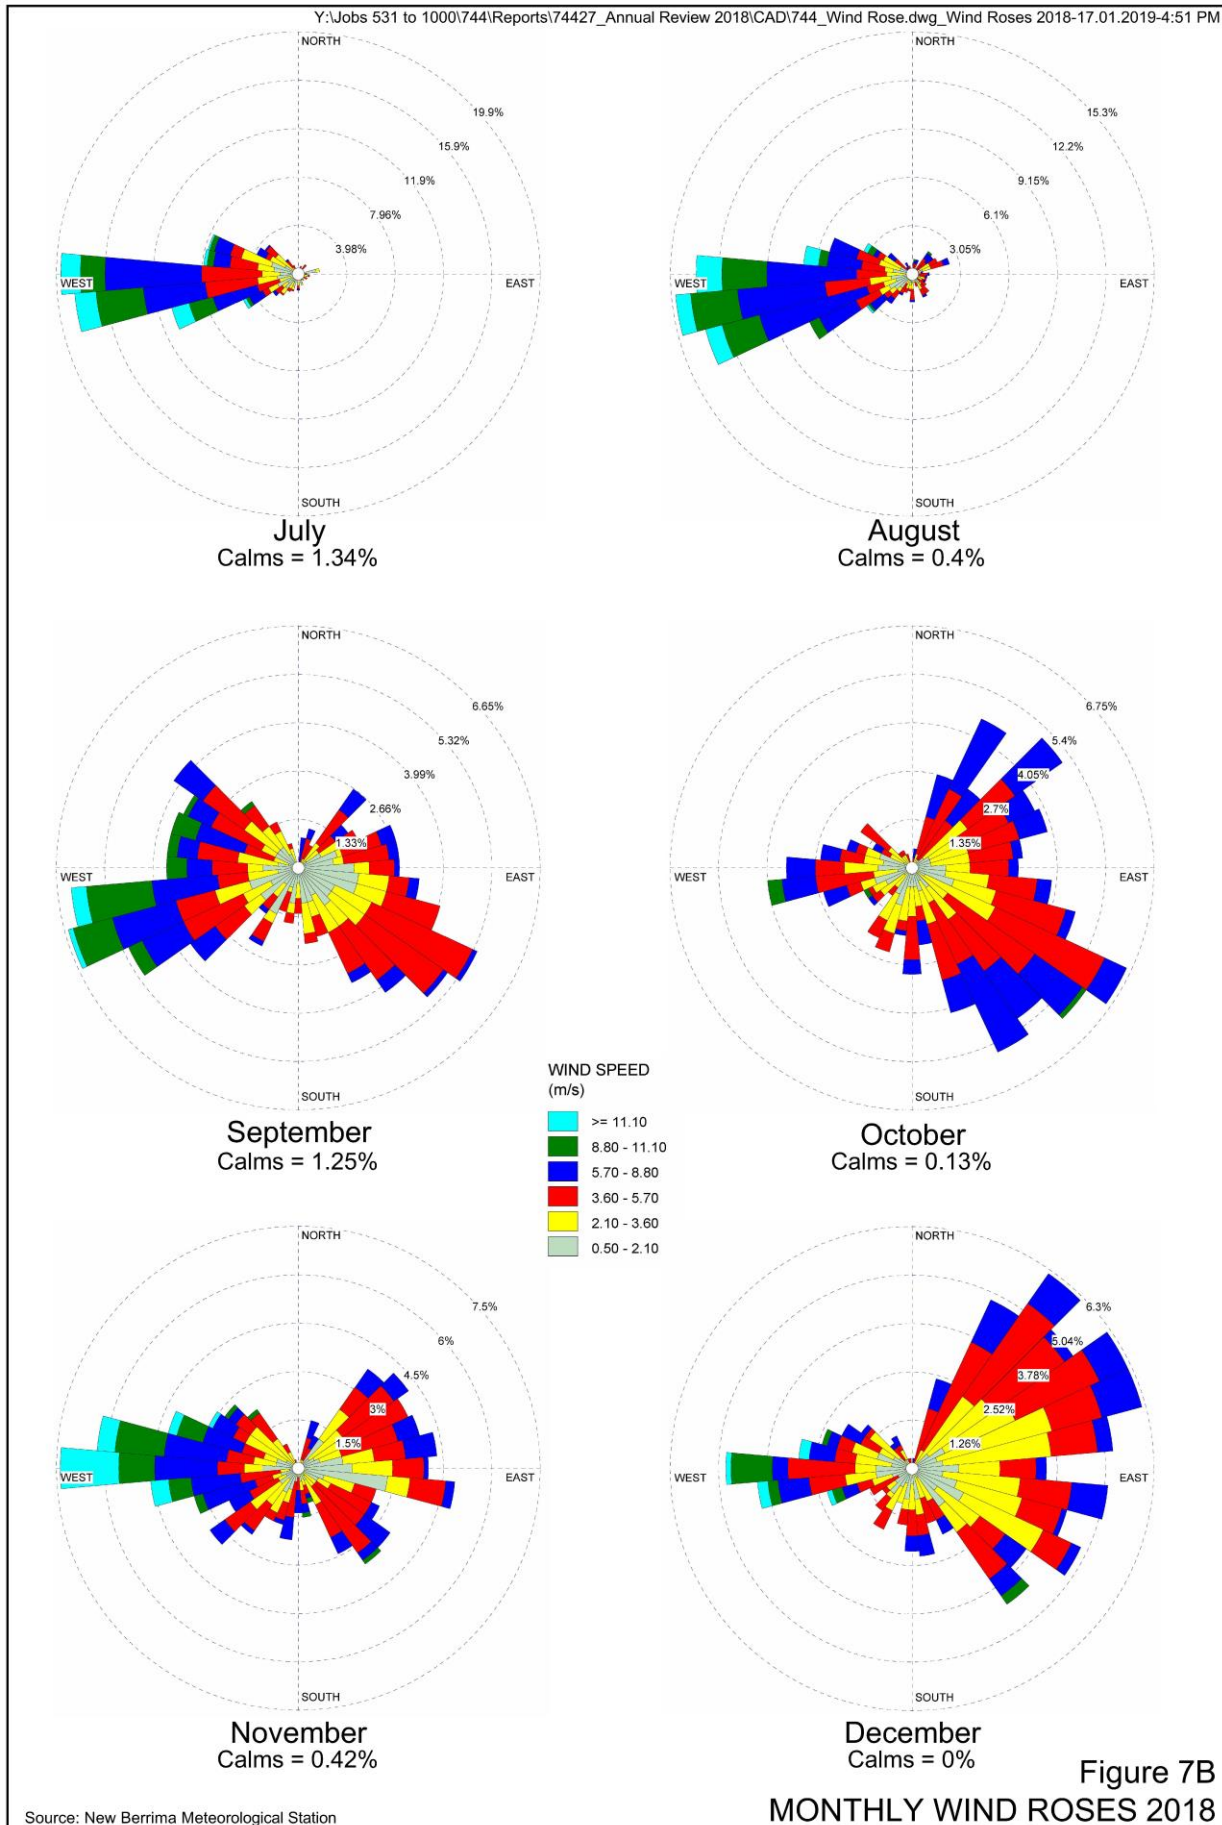 Y:\Jobs 531 to 1000\744\Reports\74427_Annual Review 2018\CAD\744_Wind Rose.dwg_Wind Roses 2018-17.01.2019-4:51 PM
NORTH
19.9%
15.9%
11.9%
7.96%
3.98%
WEST
EAST
SOUTH
July
Calms = 1.34%
NORTH
15.3%
12.2%
9.15%
6.1%
3.05%
WEST
EAST
SOUTH
August
Calms = 0.4%
NORTH
6.65%
5.32%
3.99%
2.66%
1.33%
WEST
EAST
SOUTH
September
Calms = 1.25%
NORTH
6.75%
5.4%
4.05%
2.7%
1.35%
WEST
EAST
SOUTH
October
Calms = 0.13%
WIND SPEED
(m/s)
>= 11.10
8.80 - 11.10
5.70 - 8.80
3.60 - 5.70
2.10 - 3.60
0.50 - 2.10
NORTH
7.5%
6%
4.5%
3%
1.5%
WEST
EAST
SOUTH
November
Calms = 0.42%
NORTH
6.3%
5.04%
3.78%
2.52%
1.26%
WEST
EAST
SOUTH
December
Calms = 0%
Figure 7B
MONTHLY WIND ROSES 2018
Source: New Berrima Meteorological Station